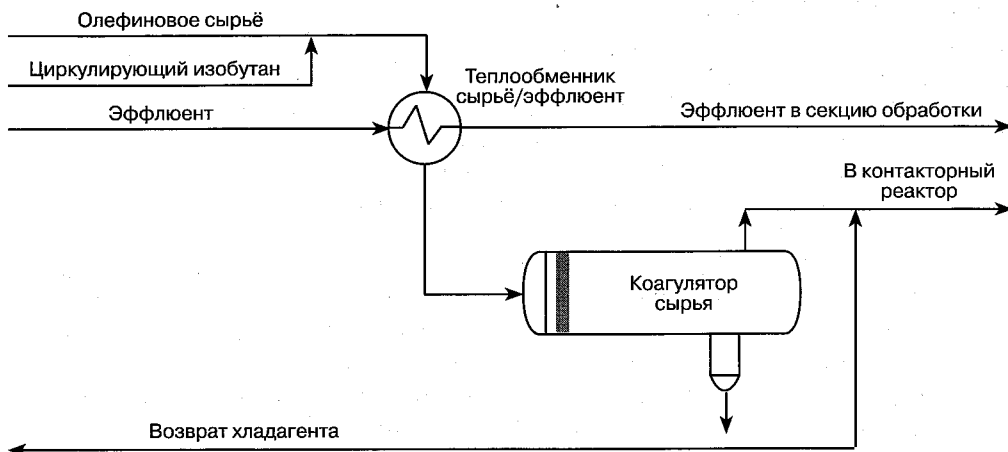 Олефиновое сырьё
Циркулирующий изобутан
Эффлюент
Теплообменник
сырьё/эффлюент
Эффлюент в секцию обработки
В контакторный
реактор
Коагулятор
сырья
Возврат хладагента